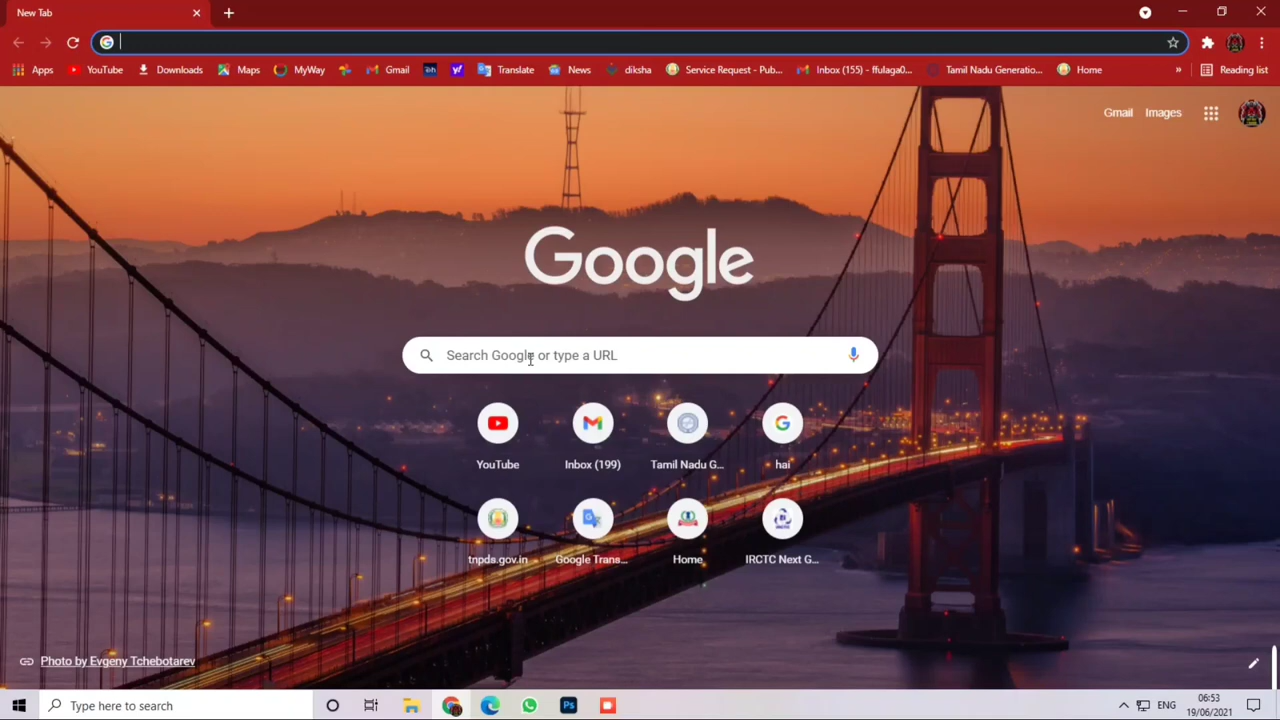 New Tab
Apps YouTube Downloads Maps MyWay Gmail Translate News diksha Service Request - Pub... Inbox (155) - ffulaga0... Tamil Nadu Generatio... Home » Reading list
Gmail Images
Google
Search Google or type a URL
YouTube Inbox (199) Tamil Nadu G... hai
tnpds.gov.in Google Trans... Home IRCTC Next G...
Photo by Evgeny Tchebotarev
Type here to search
Ps
ENG
06:53
19/06/2021